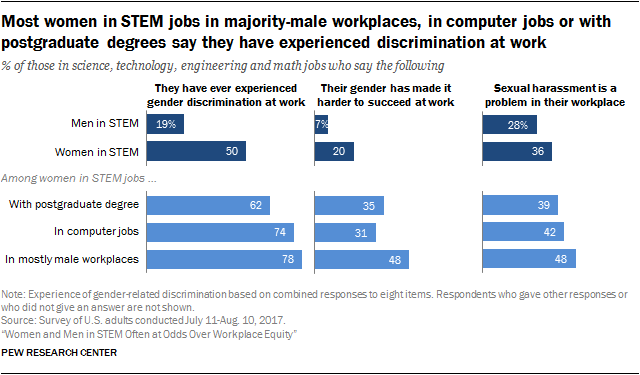 Most women in STEM jobs in majority-male workplaces, in computer jobs or with
postgraduate degrees say they have experienced discrimination at work
% of those in science, technology, engineering and math jobs who say the following
They have ever experienced gender discrimination at work
Their gender has made it harder to succeed at work
Sexual harassment is a problem in their workplace
Men in STEM 19% 7% 28%
Women in STEM 50 20 36
Among women in STEM jobs ...
With postgraduate degree 62 35 39
In computer jobs 74 31 42
In mostly male workplaces 78 48 48
Note: Experience of gender-related discrimination based on combined responses to eight items. Respondents who gave other responses or
who did not give an answer are not shown.
Source: Survey of U.S. adults conducted July 11-Aug. 10, 2017.
“Women and Men in STEM Often at Odds Over Workplace Equity”
PEW RESEARCH CENTER